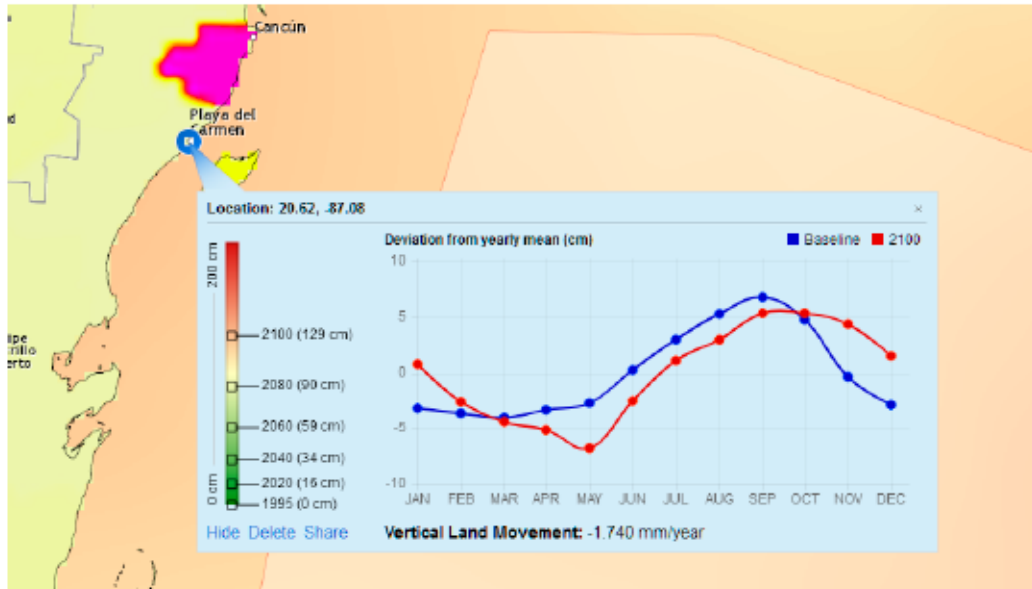 Cancún
Playa del
Carmen
Location: 20.62, -87.08
×
Deviation from yearly mean (cm)
Baseline
2100
200 cm
0 cm
2100 (129 cm)
2080 (90 cm)
2060 (59 cm)
2040 (34 cm)
2020 (16 cm)
1995 (0 cm)
10
5
0
-5
-10
JAN FEB MAR APR MAY JUN JUL AUG SEP OCT NOV DEC
Hide Delete Share
Vertical Land Movement: -1.740 mm/year